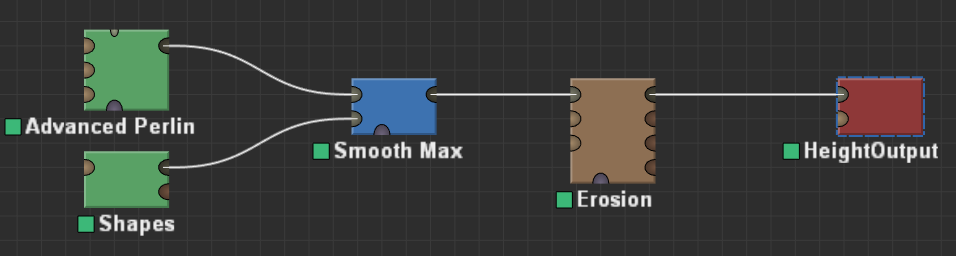 Advanced Perlin
Shapes
Smooth Max
Erosion
HeightOutput